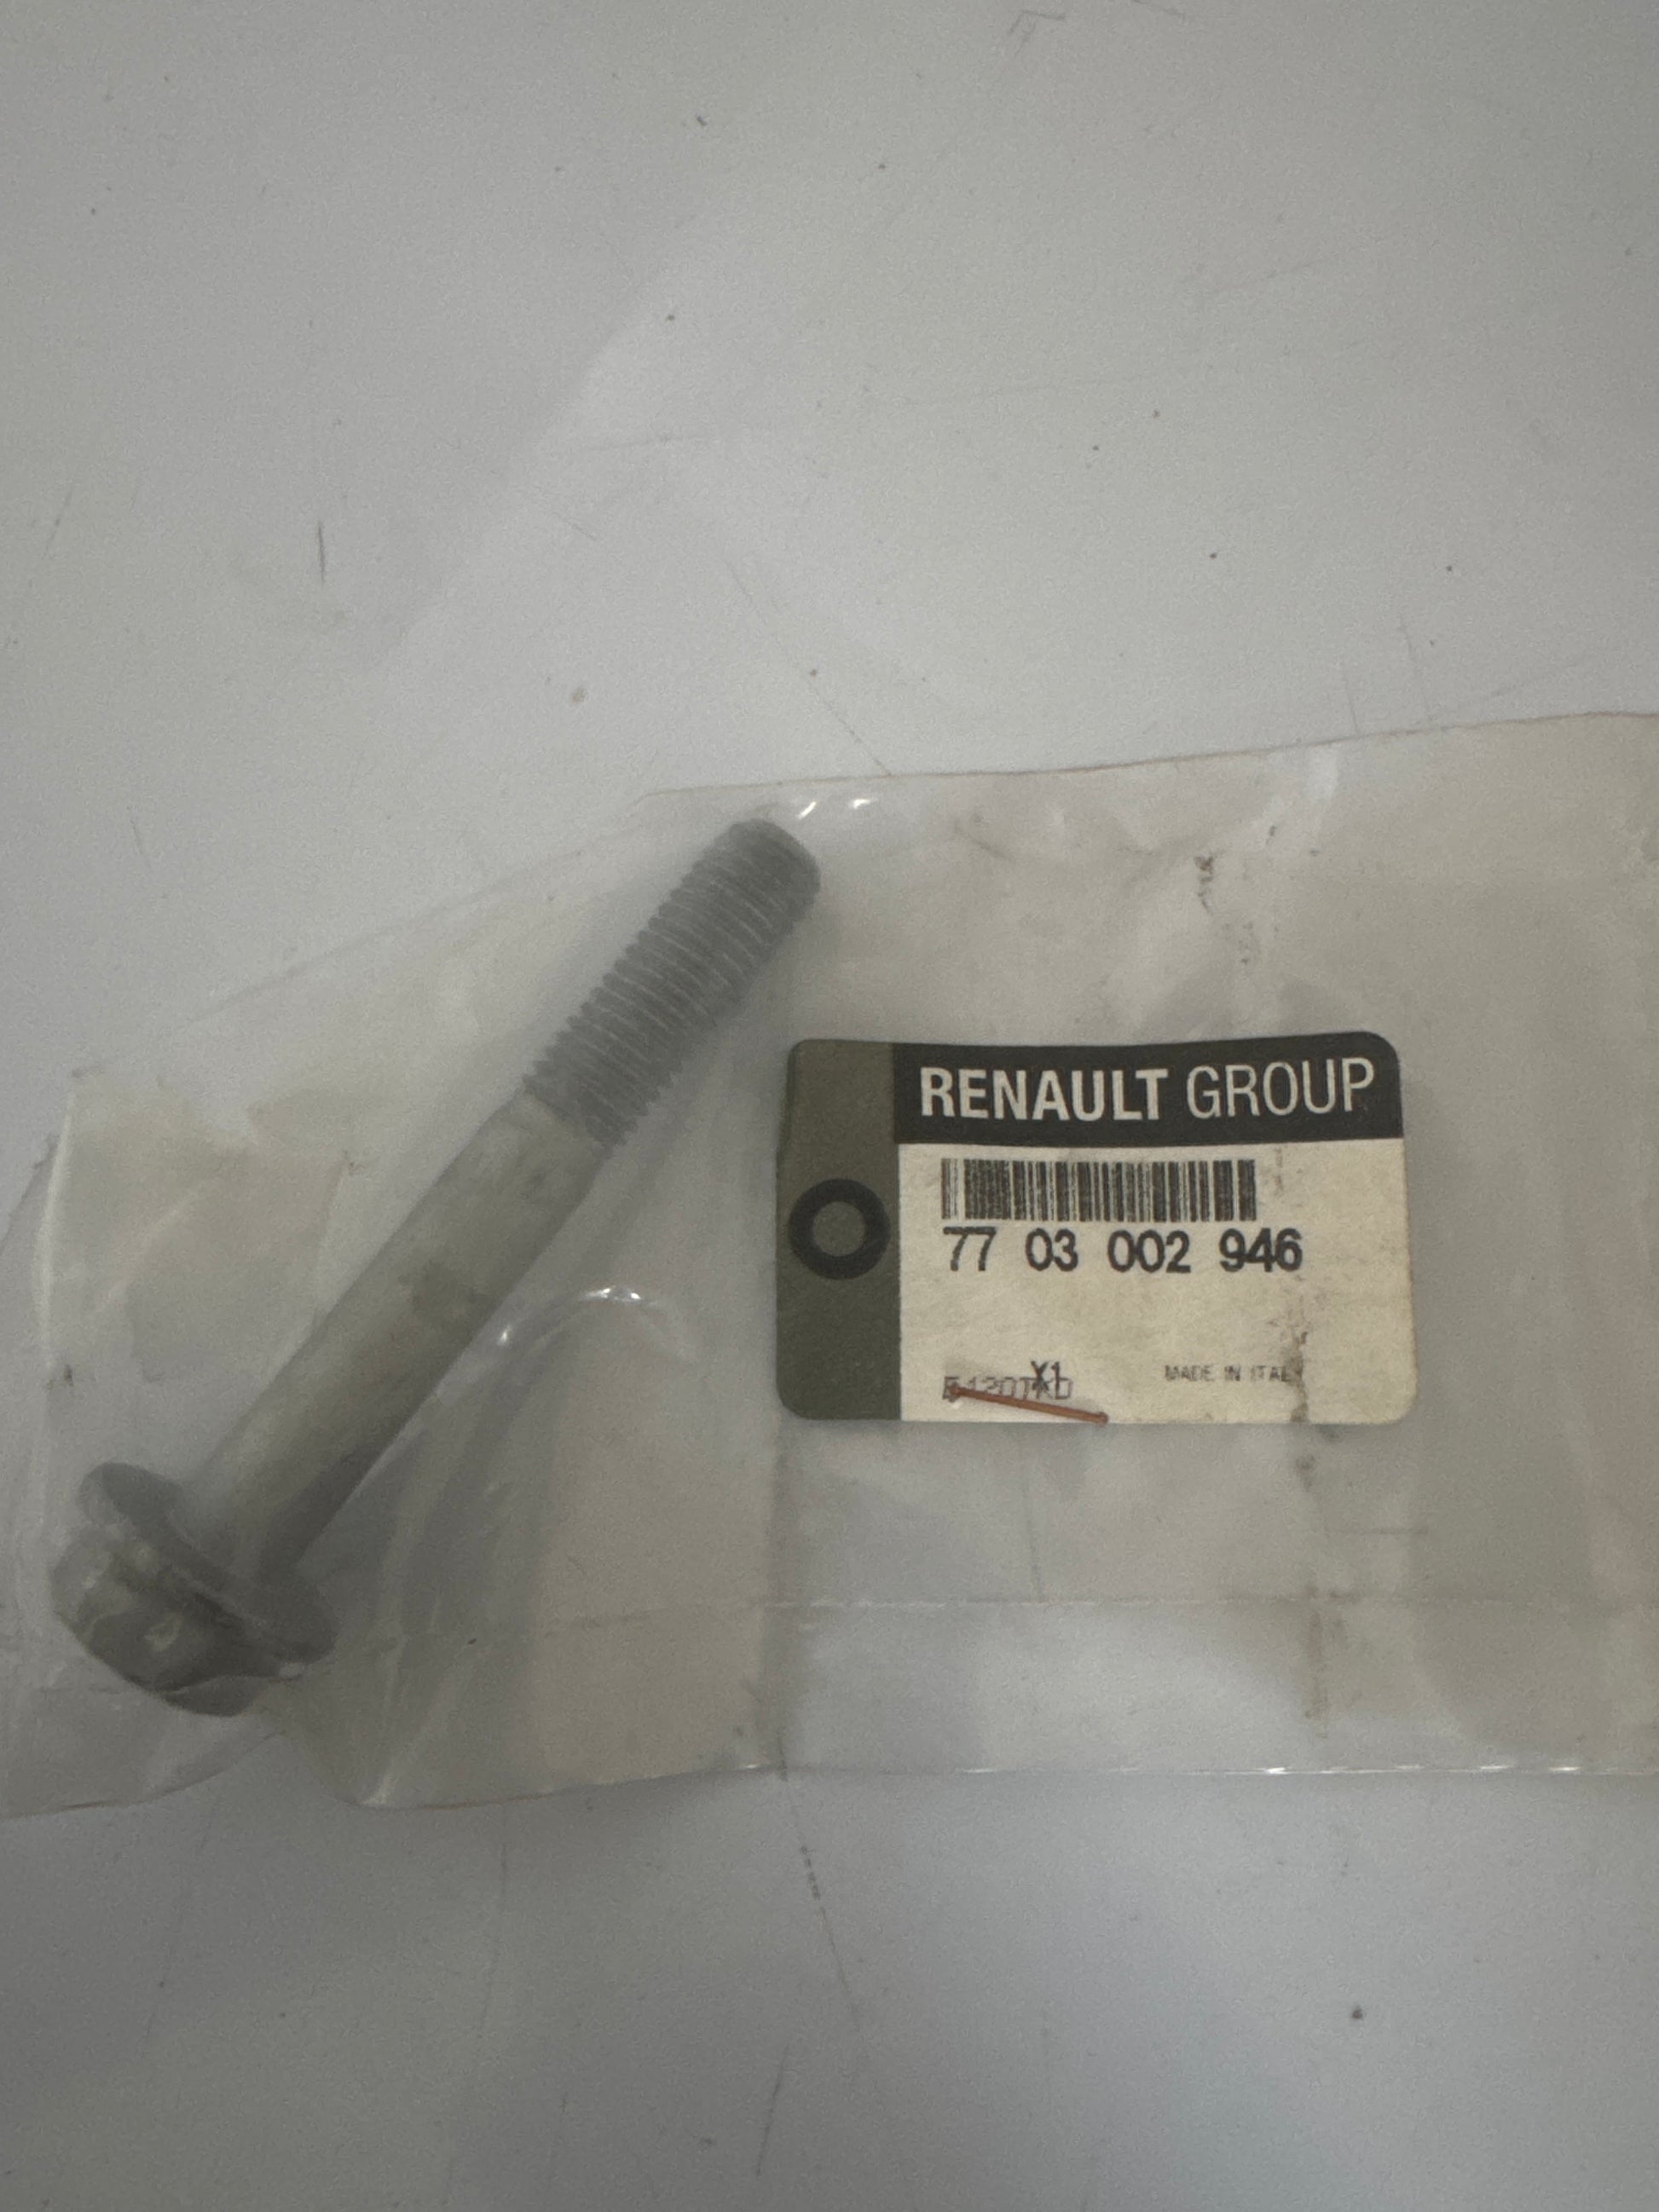 RENAULT GROUP
77 03 002 946
X1
MADE IN ITALY